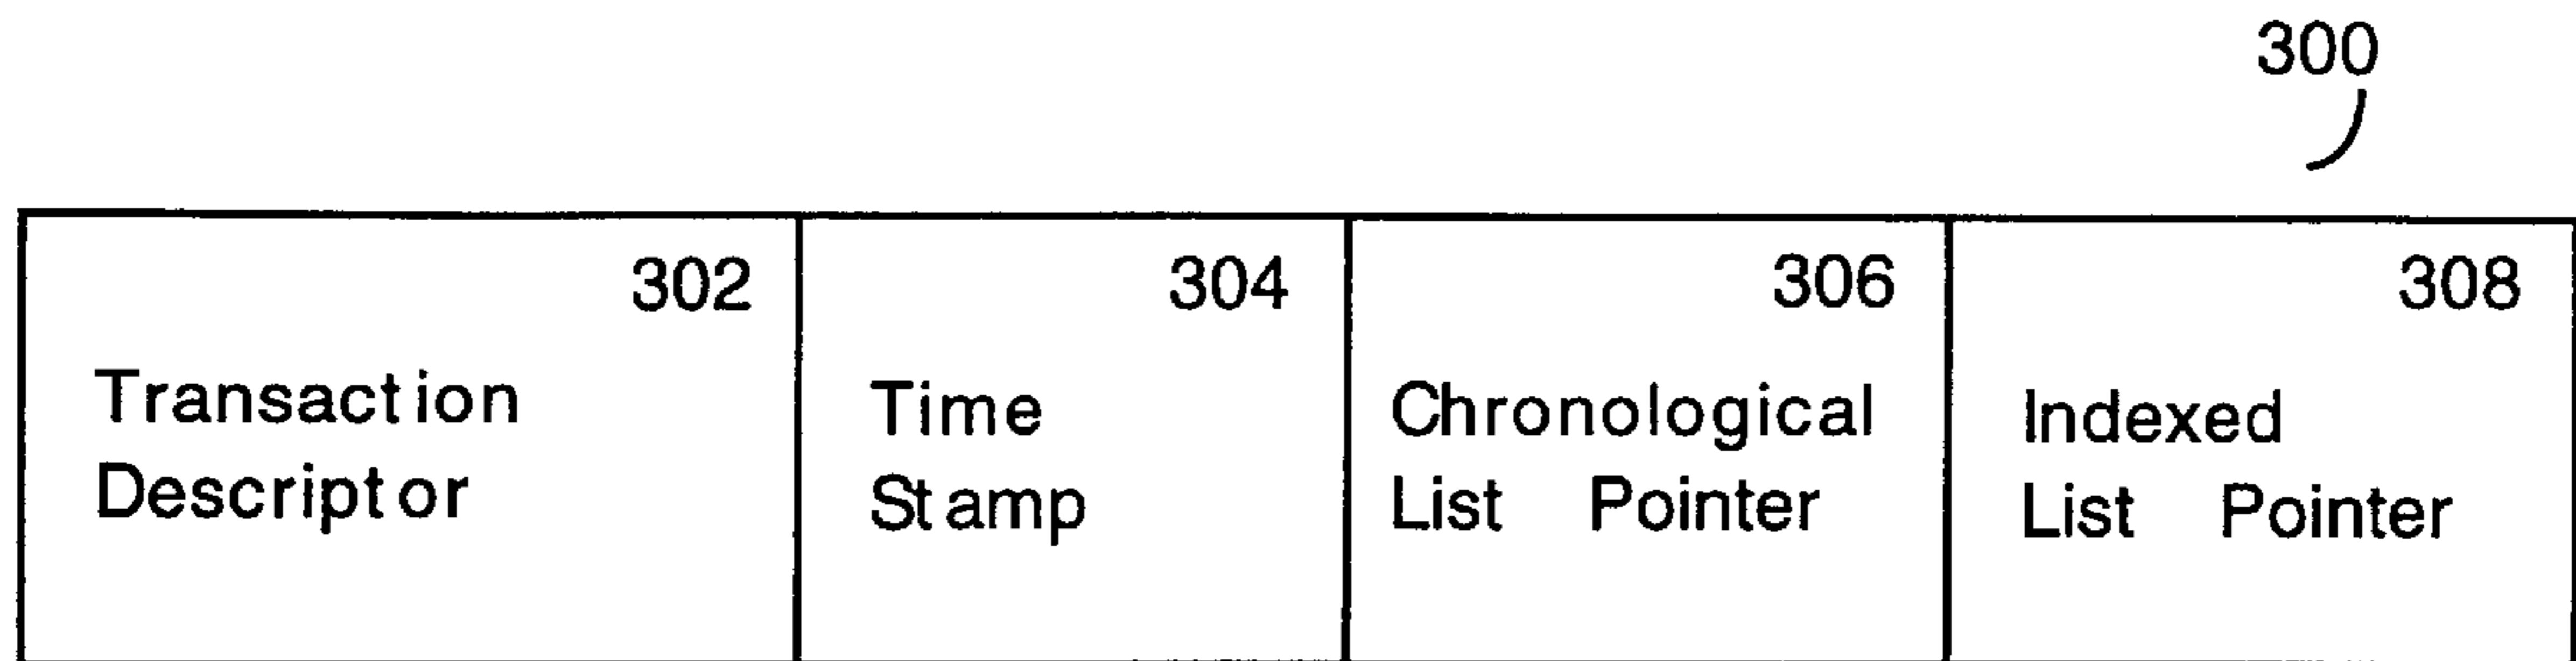 300
302
Transaction
Descriptor
304
Time
Stamp
306
Chronological
List Pointer
308
Indexed
List Pointer